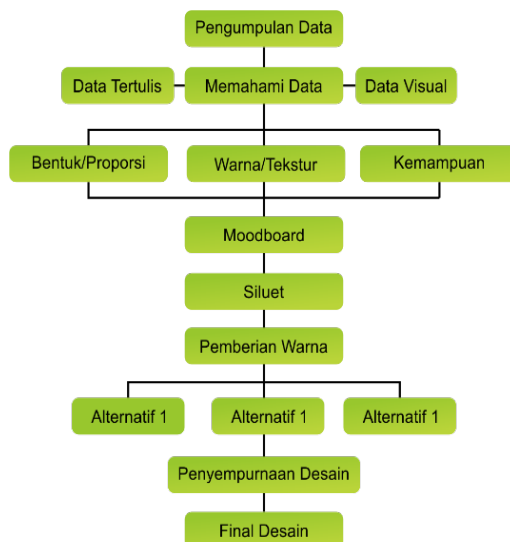 Pengumpulan Data
Data Tertulis
Memahami Data
Data Visual
Bentuk/Proporsi
Warna/Tekstur
Kemampuan
Moodboard
Siluet
Pemberian Warna
Alternatif 1
Alternatif 1
Alternatif 1
Penyempurnaan Desain
Final Desain